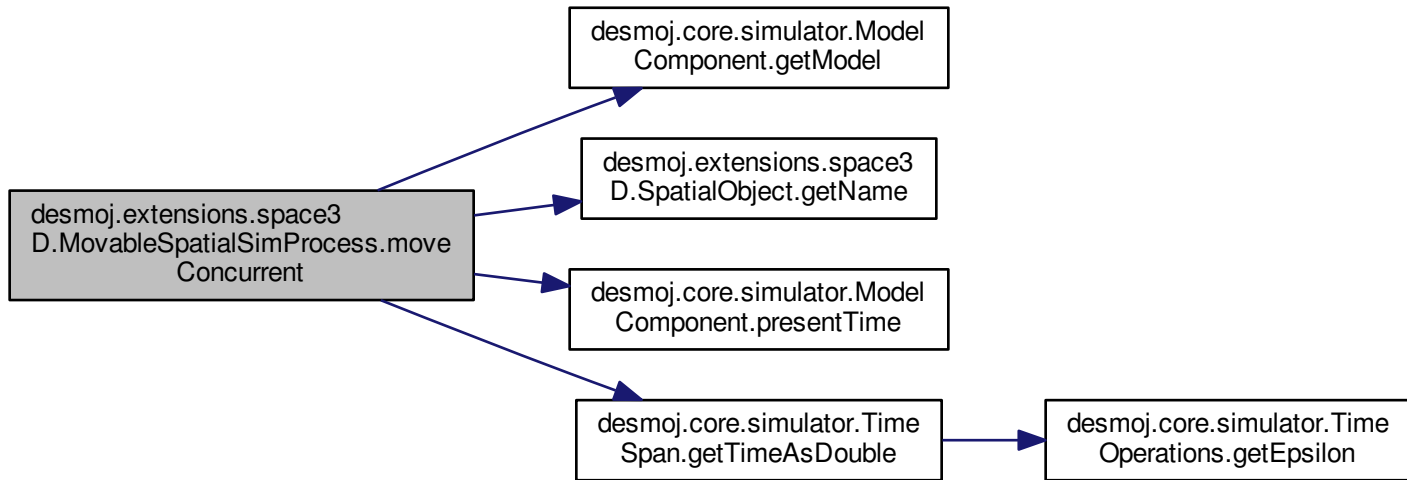 desmoj.core.simulator.Model
Component.getModel
desmoj.extensions.space3
D.SpatialObject.getName
desmoj.extensions.space3
D.MovableSpatialSimProcess.move
Concurrent
desmoj.core.simulator.Model
Component.presentTime
desmoj.core.simulator.Time
Span.getTimeAsDouble
desmoj.core.simulator.Time
Operations.getEpsilon